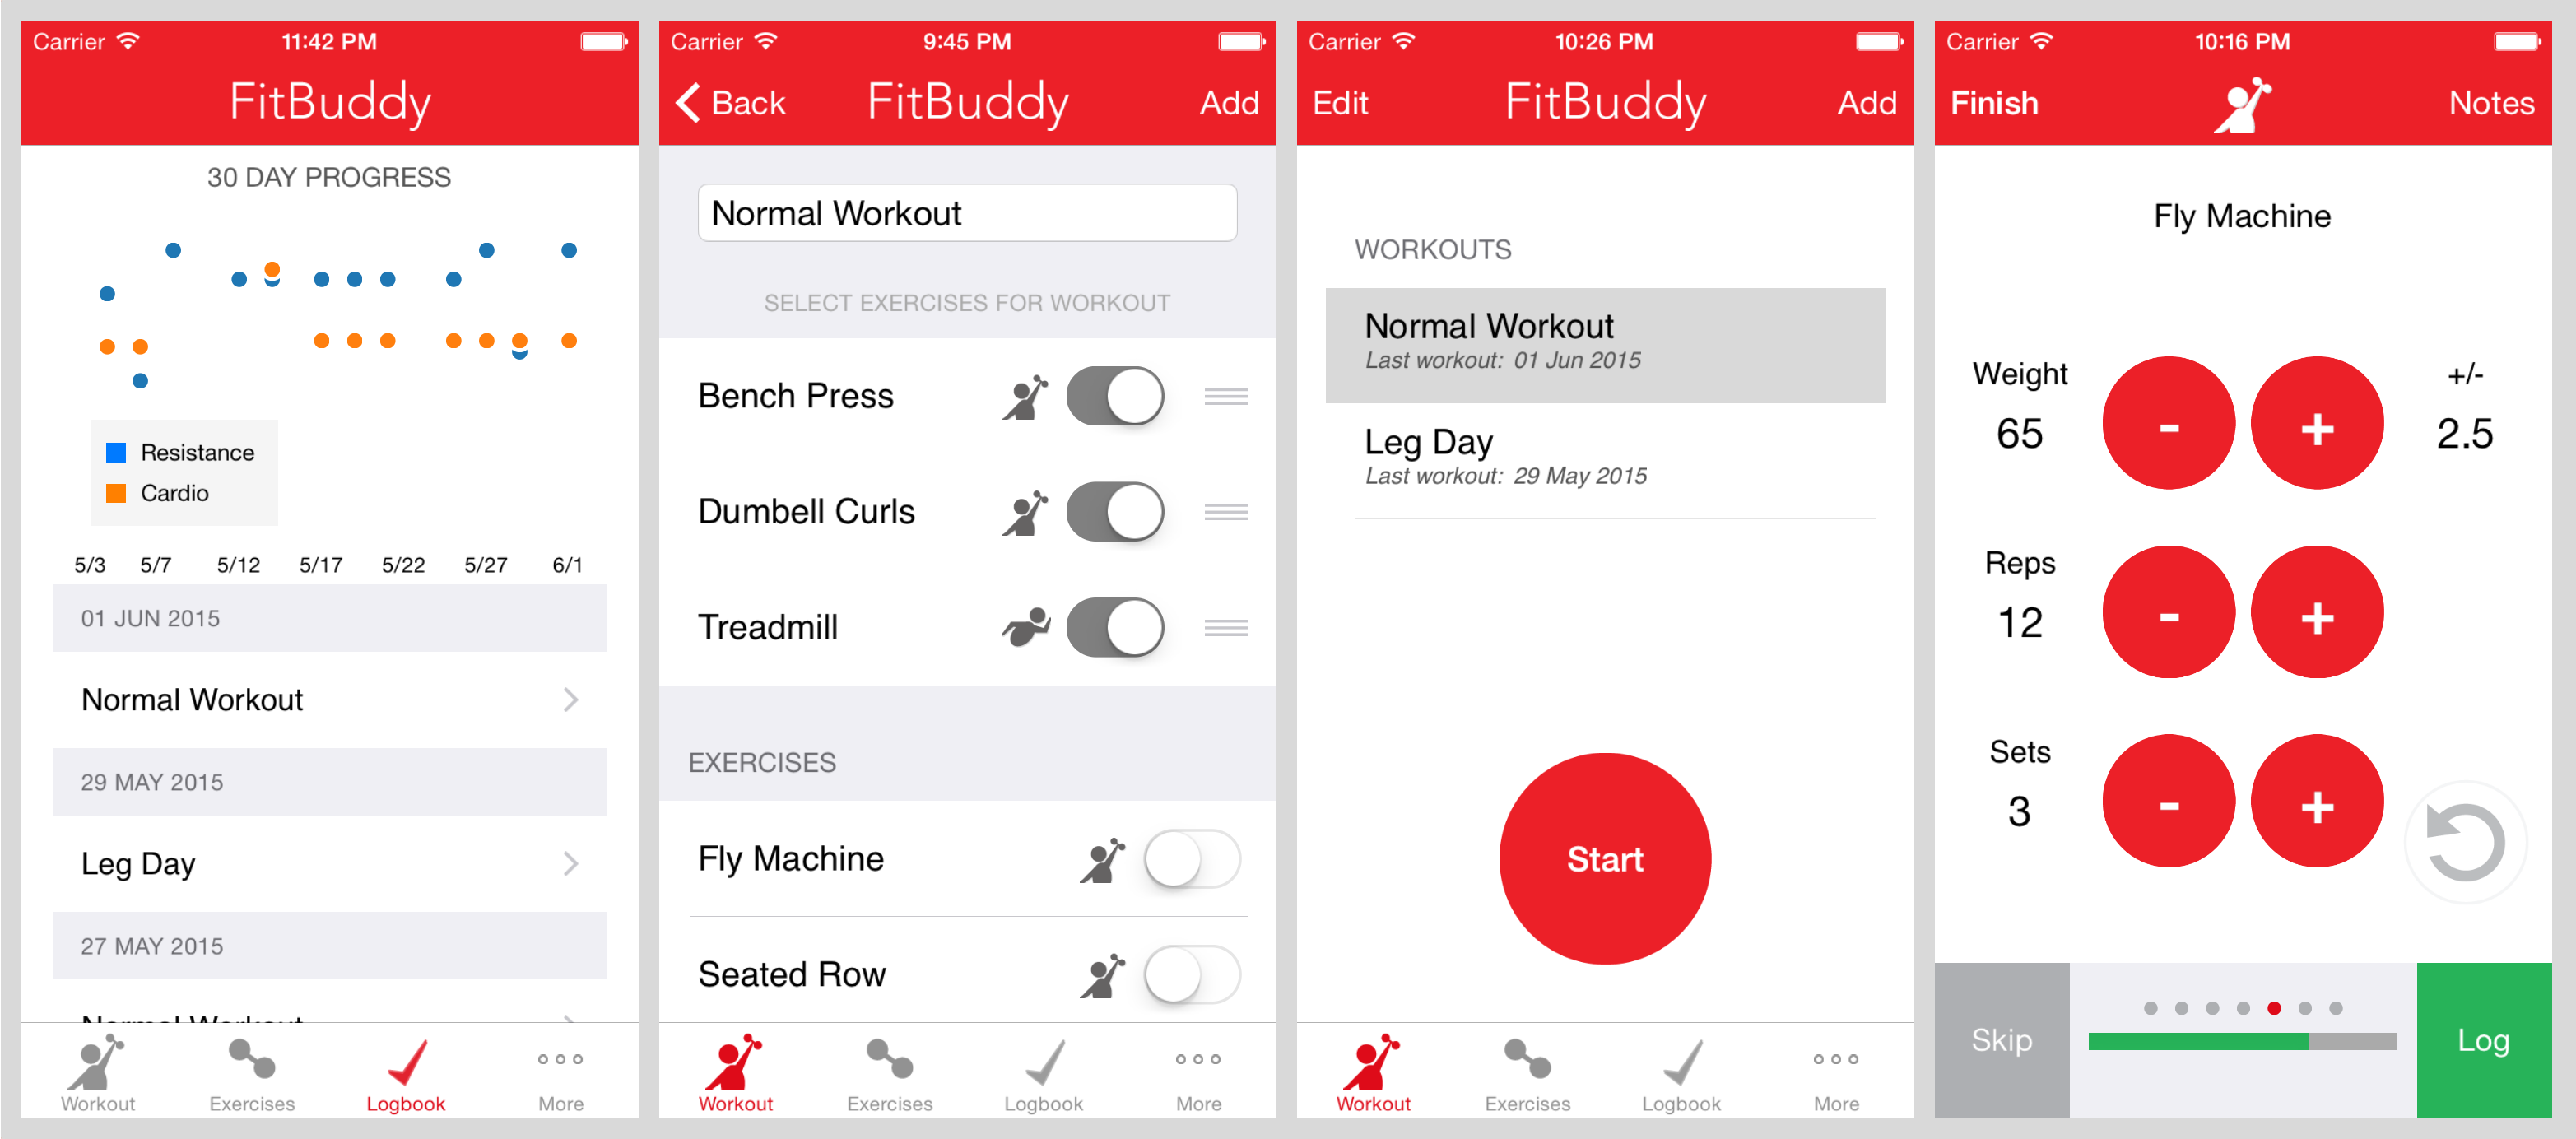 Carrier 11:42 PM
FitBuddy
30 DAY PROGRESS
Resistance
Cardio
5/3 5/7 5/12 5/17 5/22 5/27 6/1
01 JUN 2015
Normal Workout
29 MAY 2015
Leg Day
27 MAY 2015
Normal Workout
Workout Exercises Logbook More
Carrier 9:45 PM
Back FitBuddy Add
Normal Workout
SELECT EXERCISES FOR WORKOUT
Bench Press
Dumbell Curls
Treadmill
EXERCISES
Fly Machine
Seated Row
Workout Exercises Logbook More
Carrier 10:26 PM
Edit FitBuddy Add
WORKOUTS
Normal Workout
Last workout: 01 Jun 2015
Leg Day
Last workout: 29 May 2015
Start
Workout Exercises Logbook More
Carrier 10:16 PM
Finish Notes
Fly Machine
Weight +/-
65 - + 2.5
Reps
12 - +
Sets
3 - +
Skip Log